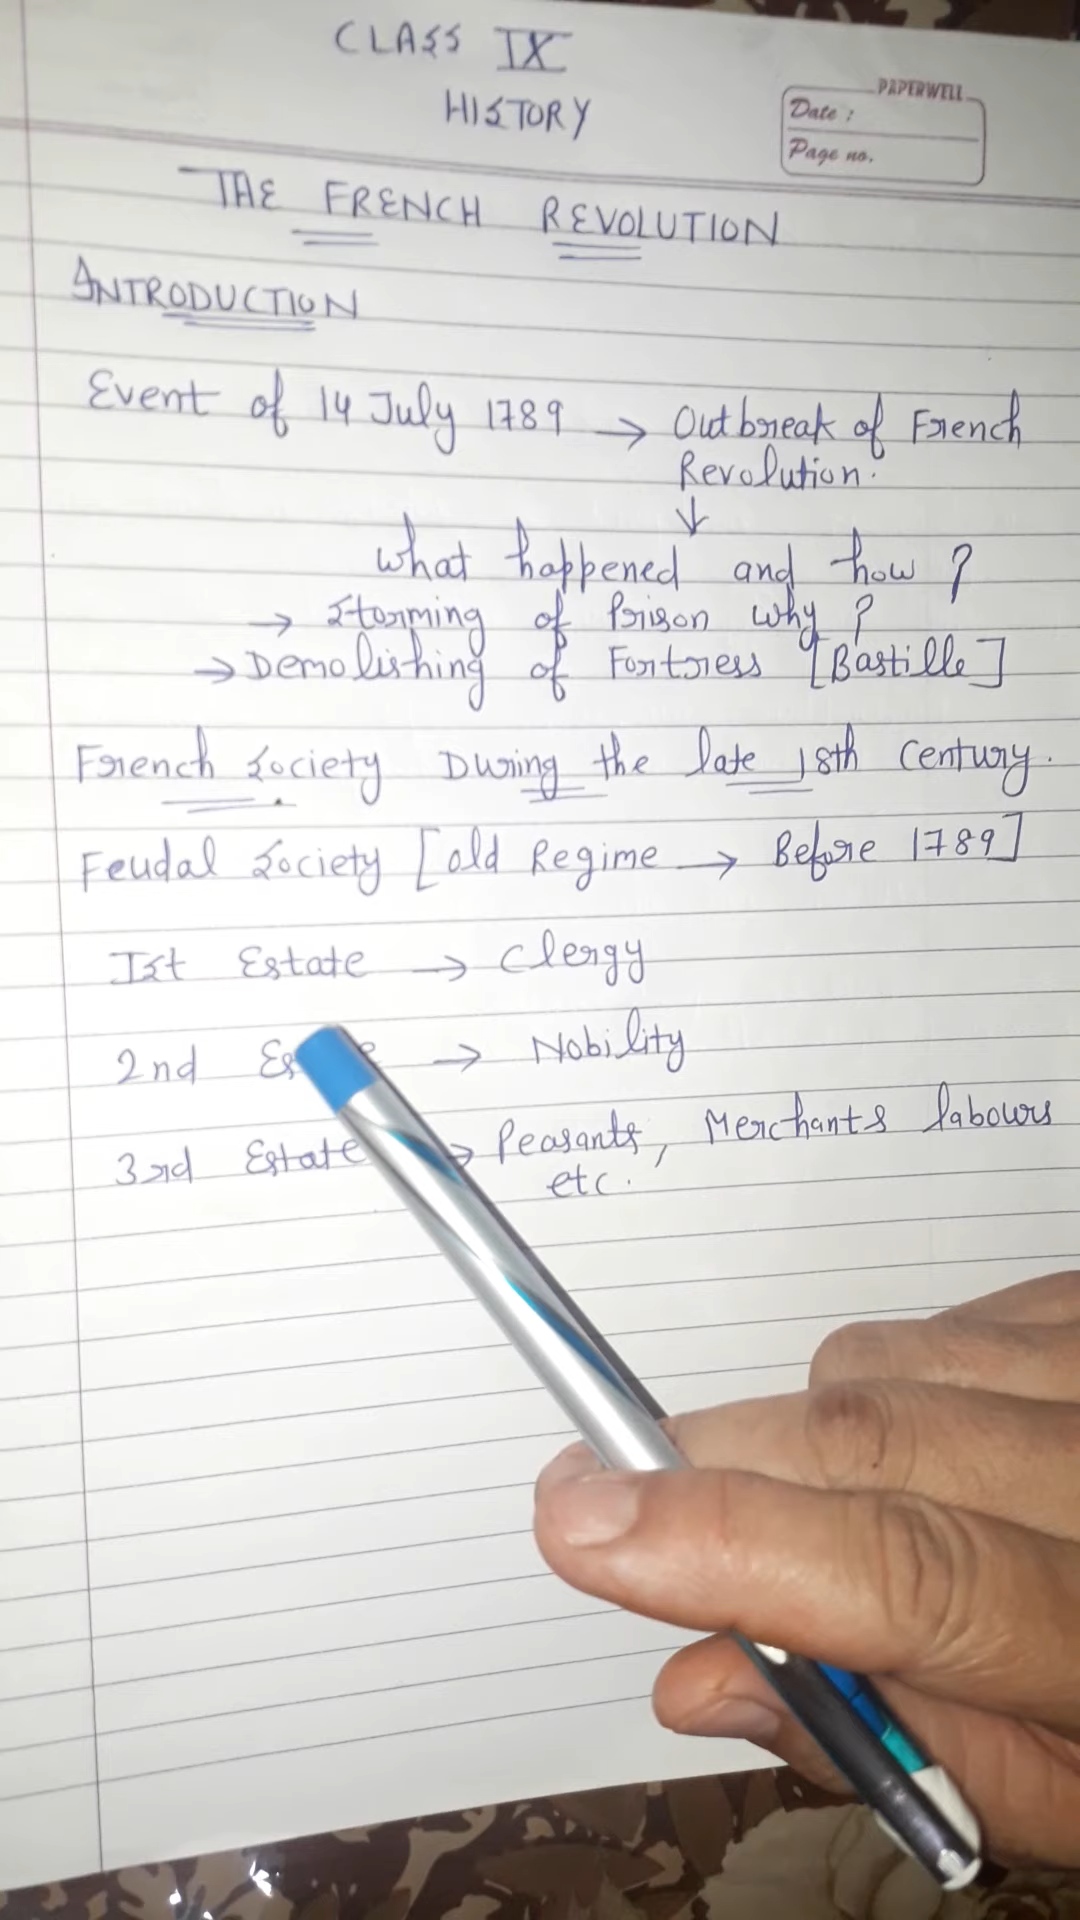 CLASS IX
HISTORY
PAPERWELL
Date :
Page no.
THE FRENCH REVOLUTION
INTRODUCTION
Event of 14 July 1789 → Outbreak of French
Revolution.
↓
What happened and how ?
→ Storming of Prison why ?
→ Demolishing of Fortress [Bastille]
French Society During the late 18th Century.
Feudal Society [old Regime → Before 1789]
Ist Estate → Clergy
2nd → Nobility
3rd Estate → Peasants, Merchants labours
etc.